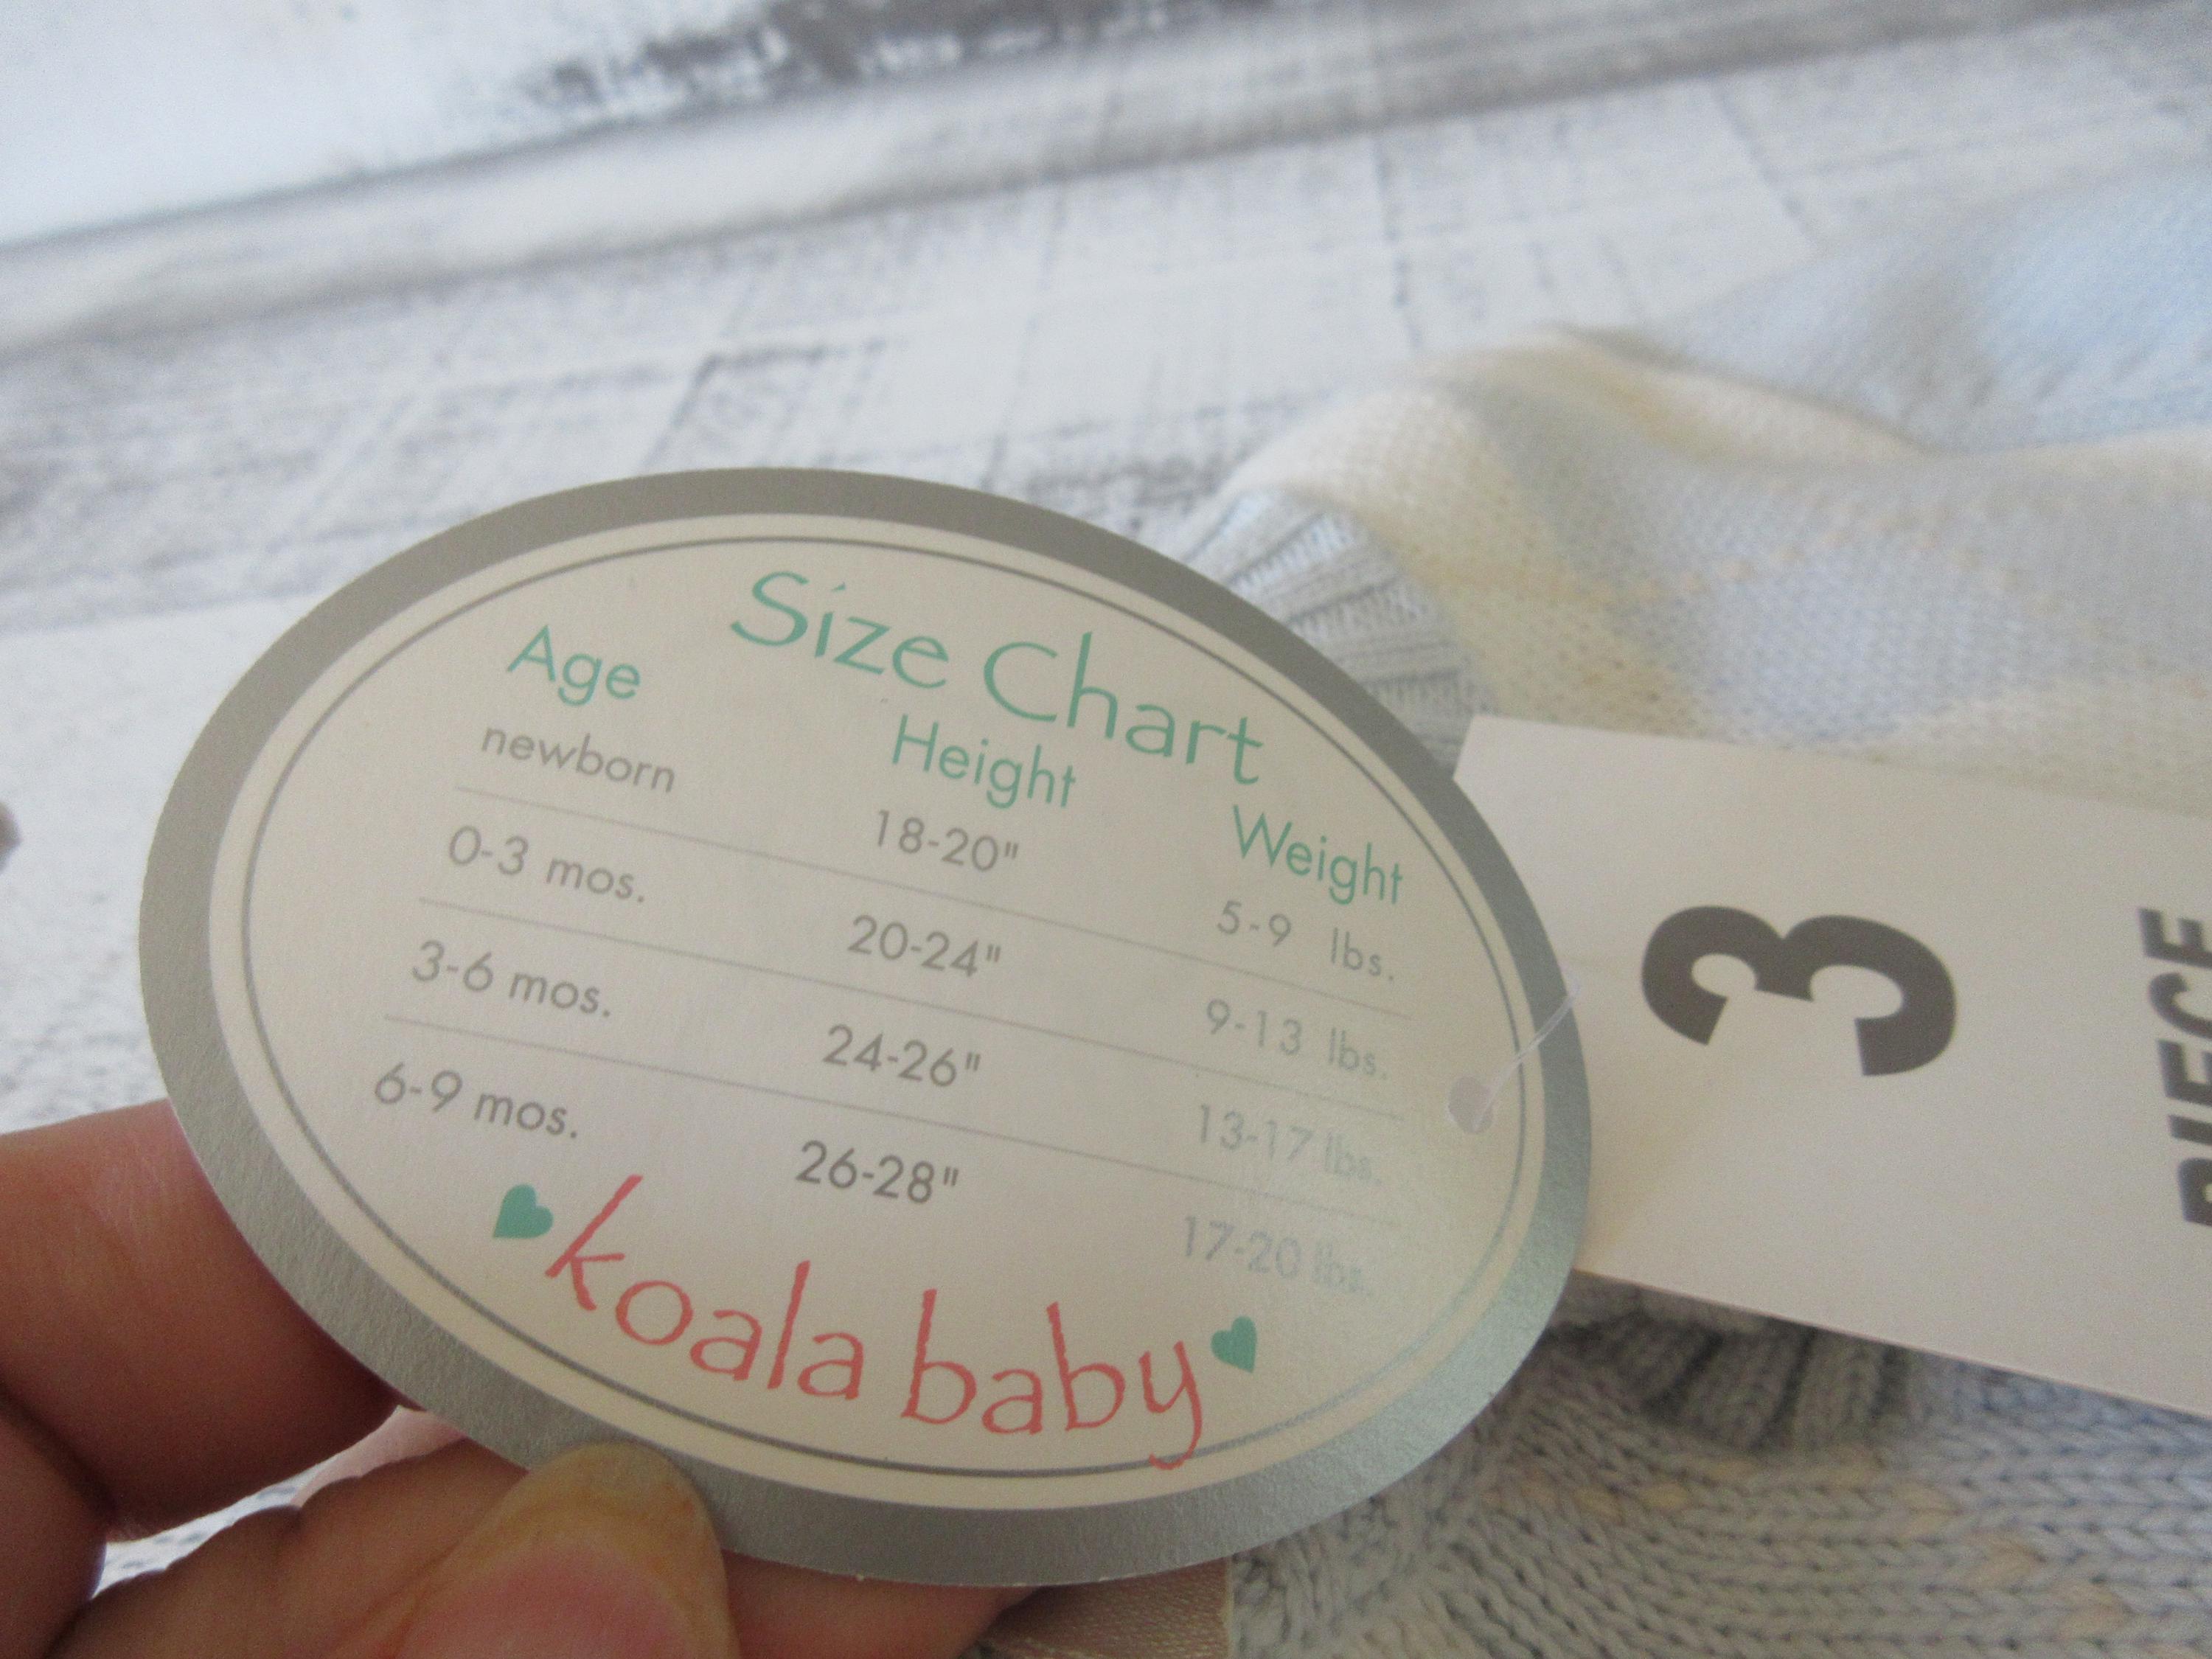 Size Chart
Age Height Weight
newborn 18-20" 5-9 lbs.
0-3 mos. 20-24" 9-13 lbs.
3-6 mos. 24-26" 13-17 lbs.
6-9 mos. 26-28" 17-20 lbs.
koala baby
3
PIECE